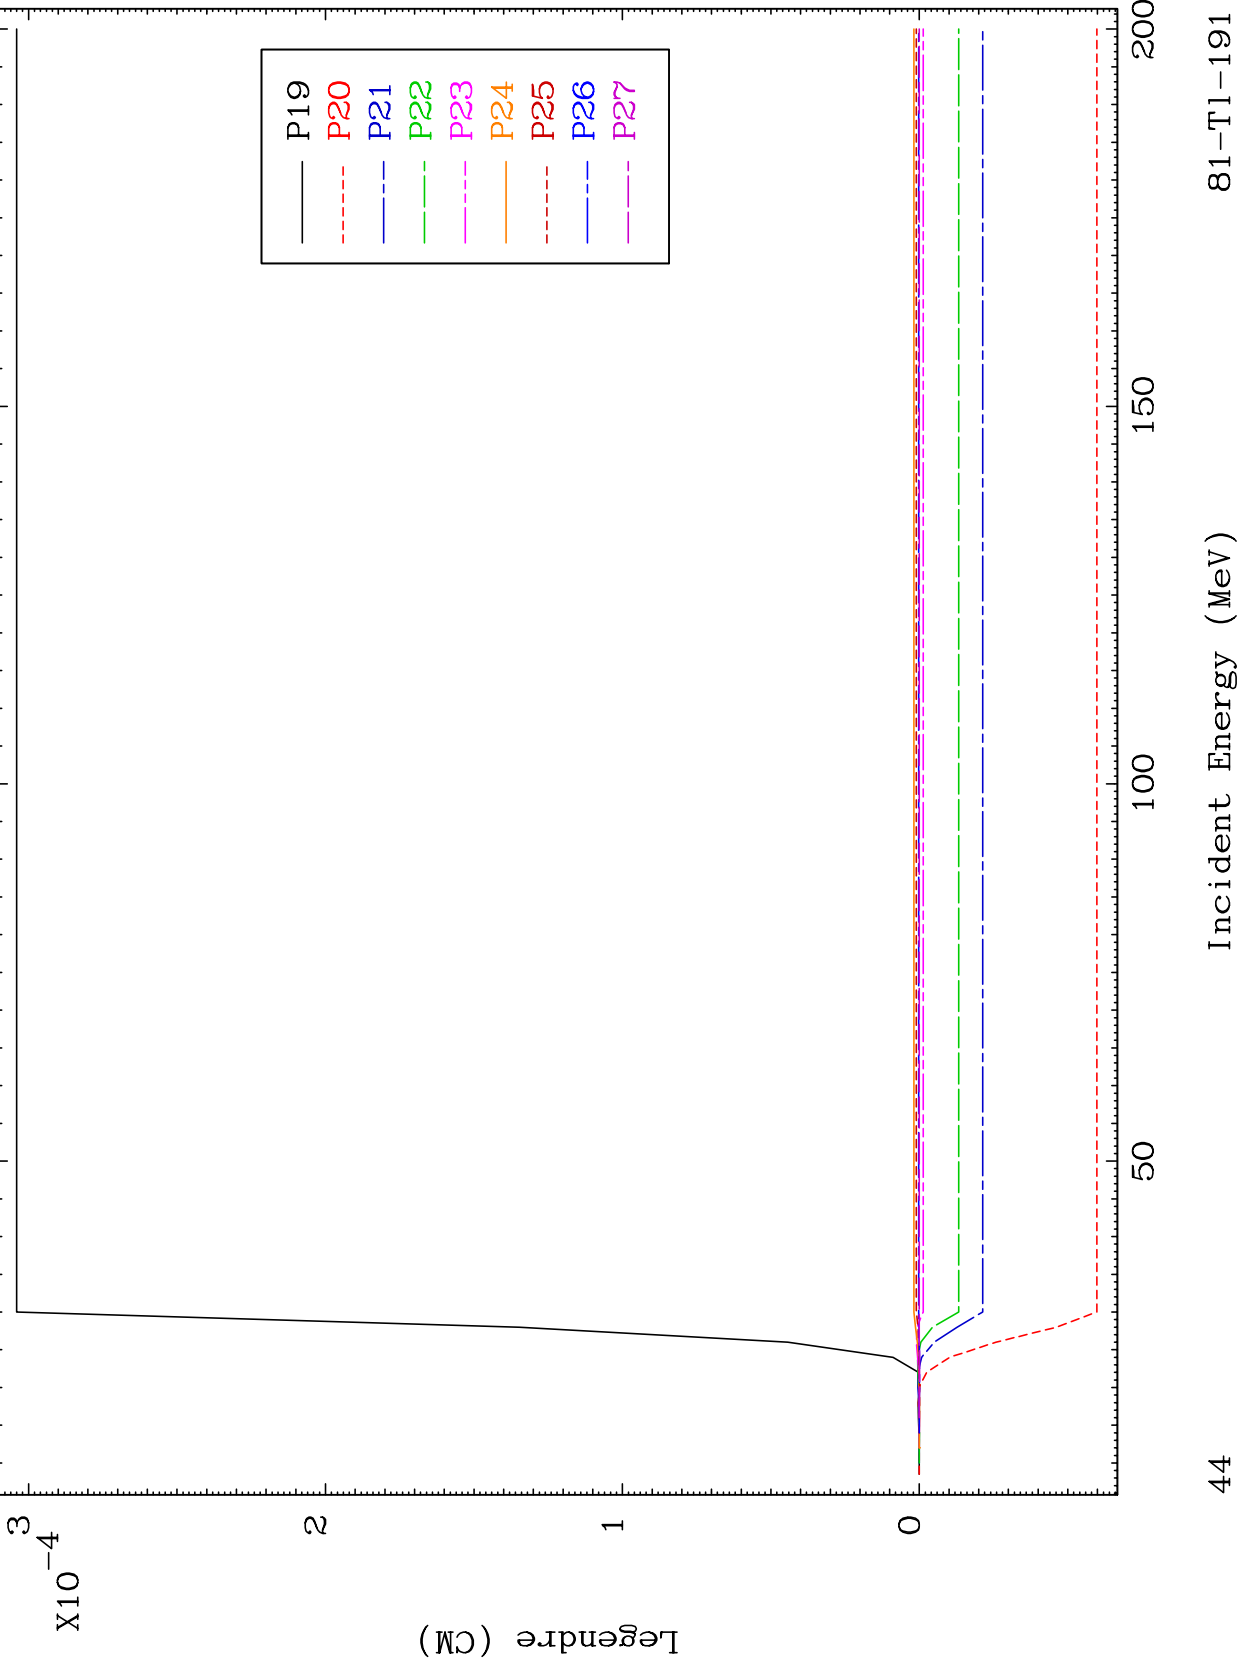 3
2
1
0
X10
-4
Legendre (CM)
P19
P20
P21
P22
P23
P24
P25
P26
P27
50
100
150
200
Incident Energy (MeV)
44
81-Tl-191